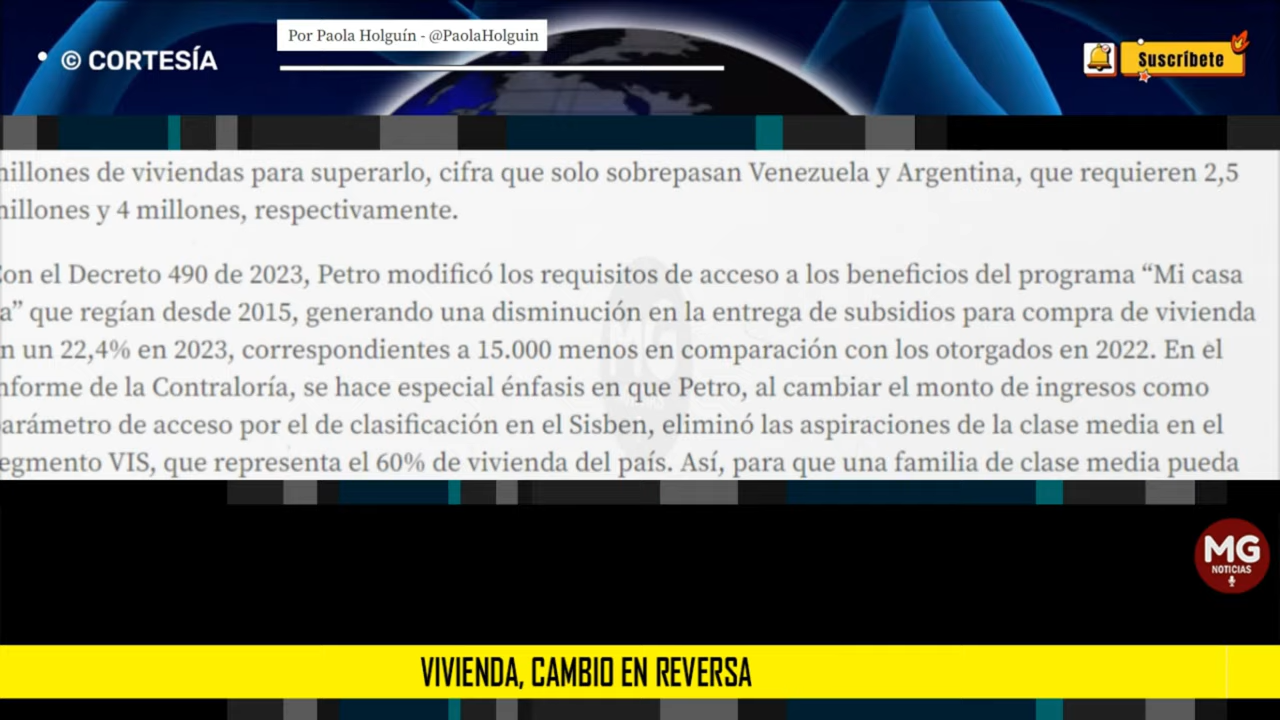 Por Paola Holguín - @PaolaHolguin
© CORTESÍA
Suscríbete
illones de viviendas para superarlo, cifra que solo sobrepasan Venezuela y Argentina, que requieren 2,5
illones y 4 millones, respectivamente.
on el Decreto 490 de 2023, Petro modificó los requisitos de acceso a los beneficios del programa “Mi casa
a” que regían desde 2015, generando una disminución en la entrega de subsidios para compra de vivienda
n un 22,4% en 2023, correspondientes a 15.000 menos en comparación con los otorgados en 2022. En el
nforme de la Contraloría, se hace especial énfasis en que Petro, al cambiar el monto de ingresos como
arámetro de acceso por el de clasificación en el Sisben, eliminó las aspiraciones de la clase media en el
egmento VIS, que representa el 60% de vivienda del país. Así, para que una familia de clase media pueda
MG
NOTICIAS
VIVIENDA, CAMBIO EN REVERSA